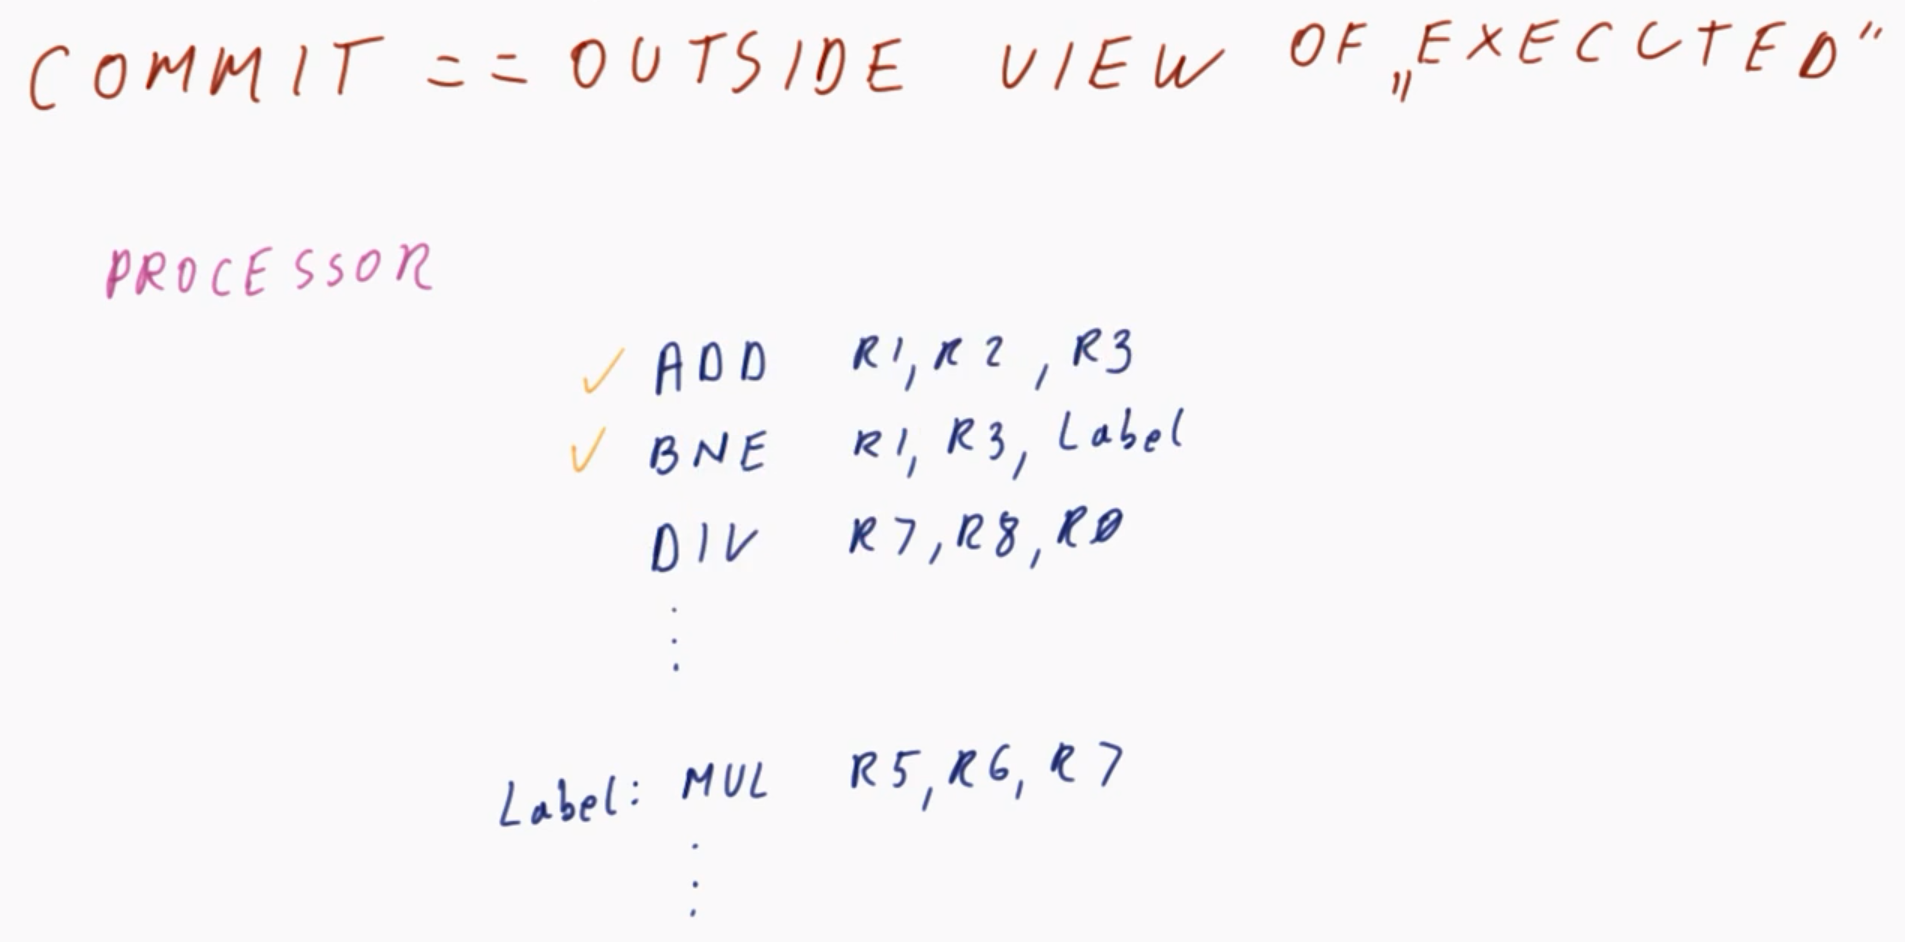 COMMIT == OUTSIDE VIEW OF „EXECUTED”
PROCESSOR
✓ ADD R1, R2, R3
✓ BNE R1, R3, Label
DIV R7, R8, R0
⋮
Label: MUL R5, R6, R7
⋮